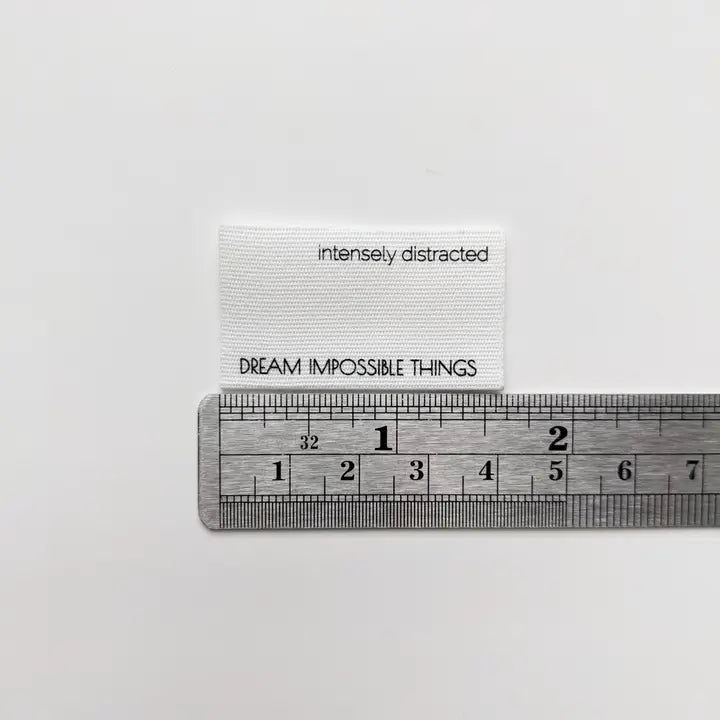 intensely distracted
DREAM IMPOSSIBLE THINGS
32 1 2
1 2 3 4 5 6 7